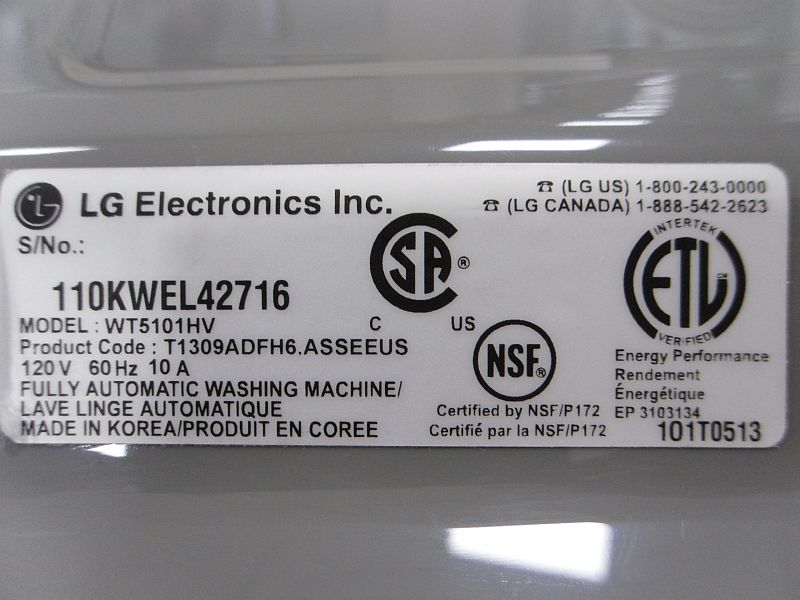 LG LG Electronics Inc.
☎ (LG US) 1-800-243-0000
☎ (LG CANADA) 1-888-542-2623
S/No.:
110KWEL42716
MODEL : WT5101HV
Product Code : T1309ADFH6.ASSEEUS
120 V 60 Hz 10 A
FULLY AUTOMATIC WASHING MACHINE/
LAVE LINGE AUTOMATIQUE
MADE IN KOREA/PRODUIT EN COREE
CSA ®
C US
NSF®
Certified by NSF/P172
Certifié par la NSF/P172
INTERTEK
ETL CM
VERIFIED
Energy Performance
Rendement
Énergétique
EP 3103134
101T0513